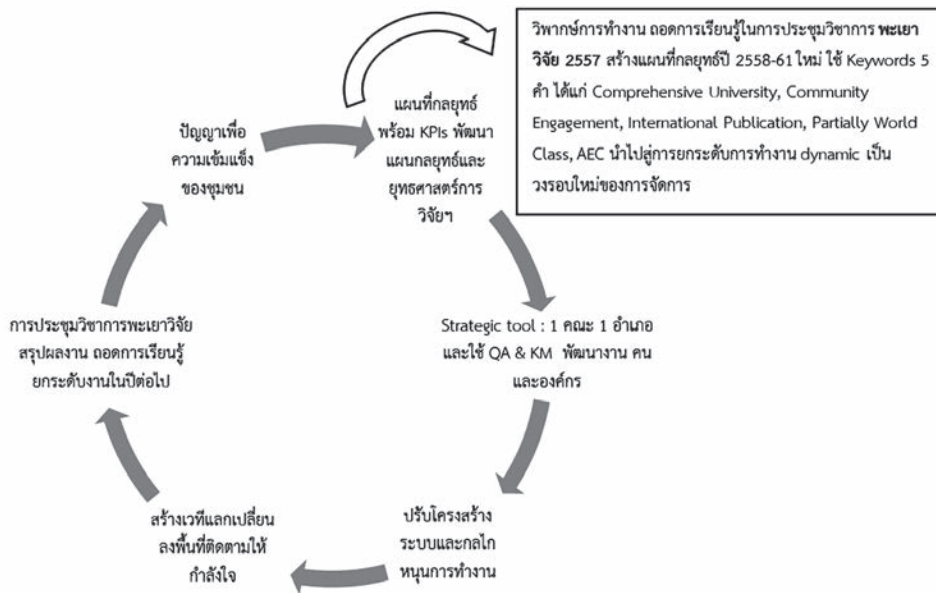 วิพากษ์การทำงาน ถอดการเรียนรู้ในการประชุมวิชาการ พะเยา
วิจัย 2557 สร้างแผนที่กลยุทธ์ปี 2558-61 ใหม่ ใช้ Keywords 5
คำ ได้แก่ Comprehensive University, Community
Engagement, International Publication, Partially World
Class, AEC นำไปสู่การยกระดับการทำงาน dynamic เป็น
วงรอบใหม่ของการจัดการ
แผนที่กลยุทธ์
พร้อม KPIs พัฒนา
แผนกลยุทธ์และ
ยุทธศาสตร์การ
วิจัยฯ
Strategic tool : 1 คณะ 1 อำเภอ
และใช้ QA & KM พัฒนางาน คน
และองค์กร
ปรับโครงสร้าง
ระบบและกลไก
หนุนการทำงาน
สร้างเวทีแลกเปลี่ยน
ลงพื้นที่ติดตามให้
กำลังใจ
การประชุมวิชาการพะเยาวิจัย
สรุปผลงาน ถอดการเรียนรู้
ยกระดับงานในปีต่อไป
ปัญญาเพื่อ
ความเข้มแข็ง
ของชุมชน